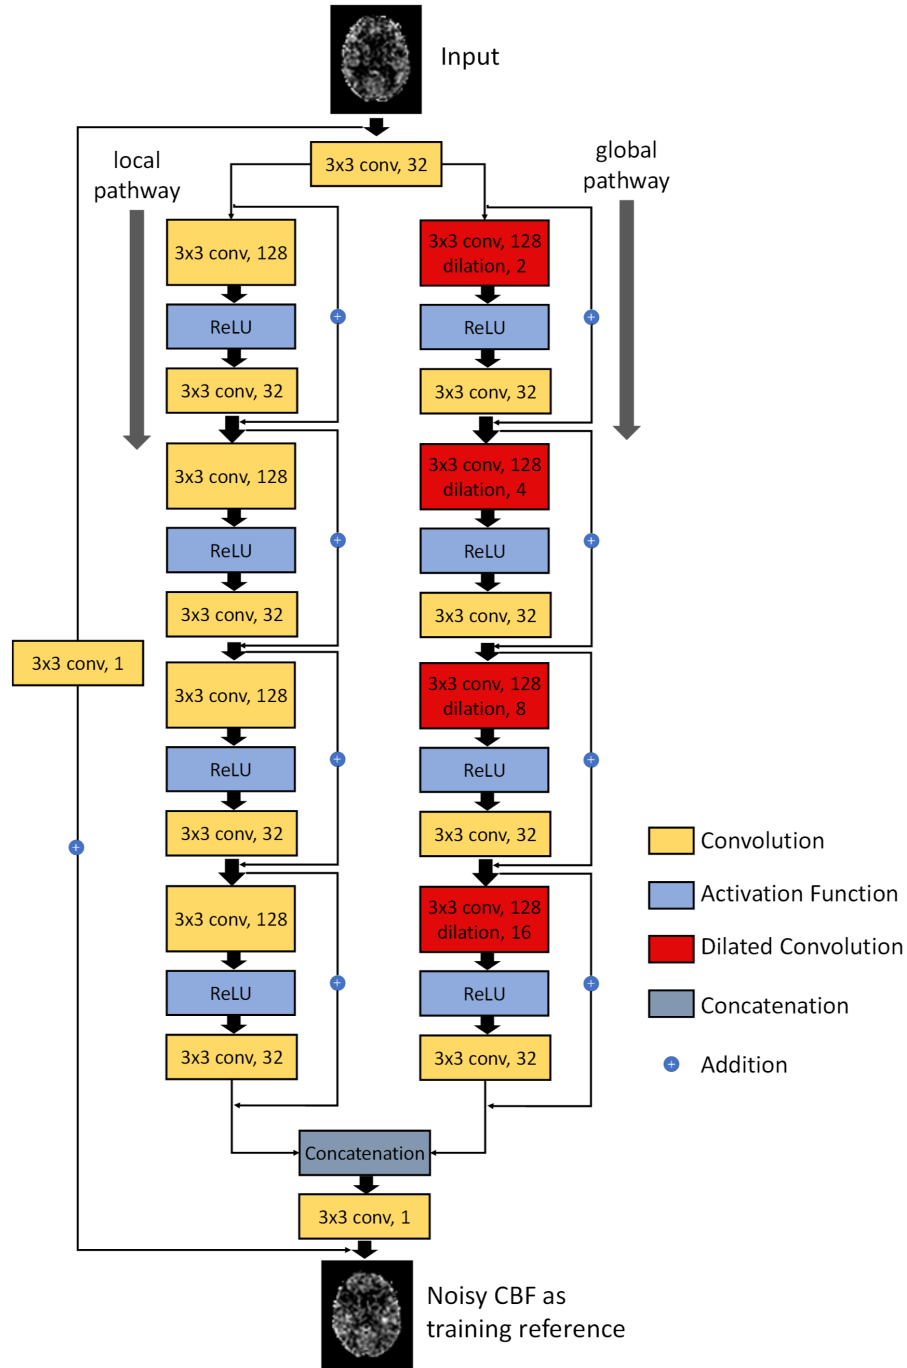 Input
3x3 conv, 32
local
pathway
global
pathway
3x3 conv, 128
ReLU
3x3 conv, 32
3x3 conv, 128
ReLU
3x3 conv, 32
3x3 conv, 128
ReLU
3x3 conv, 32
3x3 conv, 128
ReLU
3x3 conv, 32
3x3 conv, 128
dilation, 2
ReLU
3x3 conv, 32
3x3 conv, 128
dilation, 4
ReLU
3x3 conv, 32
3x3 conv, 128
dilation, 8
ReLU
3x3 conv, 32
3x3 conv, 128
dilation, 16
ReLU
3x3 conv, 32
3x3 conv, 1
Concatenation
3x3 conv, 1
Noisy CBF as
training reference
Convolution
Activation Function
Dilated Convolution
Concatenation
Addition